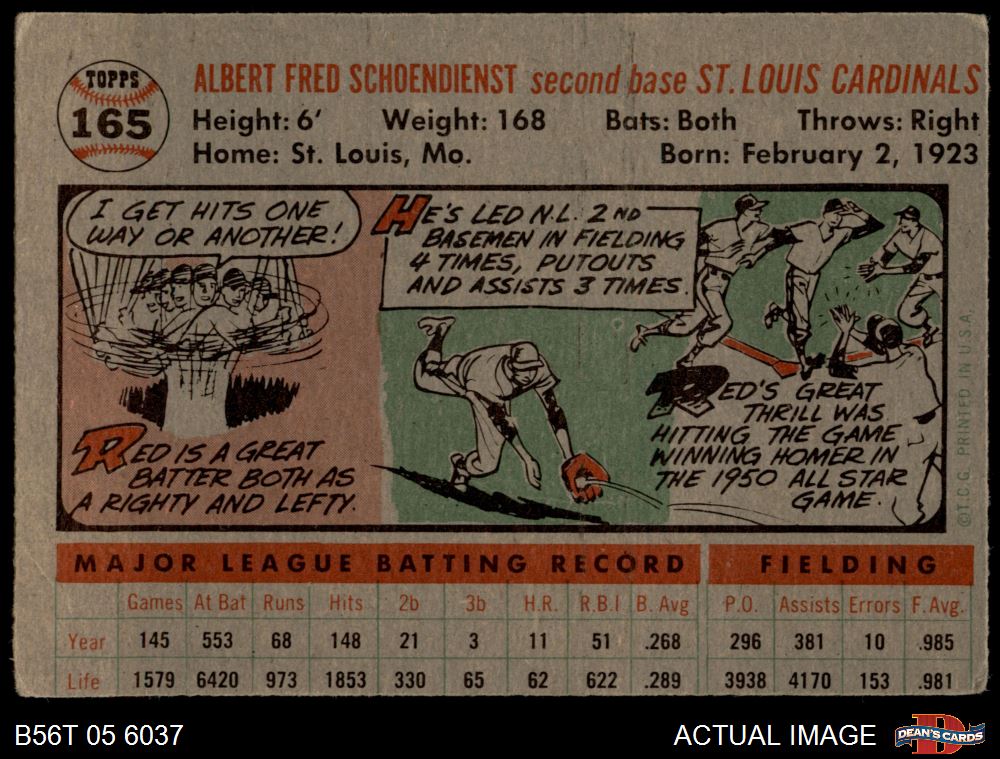 TOPPS
165
ALBERT FRED SCHOENDIENST second base ST. LOUIS CARDINALS
Height: 6' Weight: 168 Bats: Both Throws: Right
Home: St. Louis, Mo. Born: February 2, 1923
I GET HITS ONE
WAY OR ANOTHER!
RED IS A GREAT
BATTER BOTH AS
A RIGHTY AND LEFTY.
HE'S LED N.L. 2ND
BASEMEN IN FIELDING
4 TIMES, PUTOUTS
AND ASSISTS 3 TIMES.
RED'S GREAT
THRILL WAS
HITTING THE GAME
WINNING HOMER IN
THE 1950 ALL STAR
GAME.
©T.C.G. PRINTED IN U.S.A.
MAJOR LEAGUE BATTING RECORD FIELDING
Games At Bat Runs Hits 2b 3b H.R. R.B.I B. Avg P.O. Assists Errors F. Avg.
Year 145 553 68 148 21 3 11 51 .268 296 381 10 .985
Life 1579 6420 973 1853 330 65 62 622 .289 3938 4170 153 .981
B56T 05 6037 ACTUAL IMAGE
DEAN'S CARDS